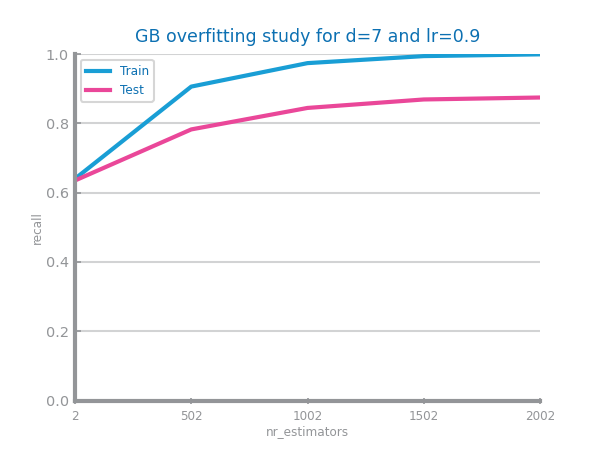 GB overfitting study for d=7 and lr=0.9
Train
Test
recall
1.0
0.8
0.6
0.4
0.2
0.0
2 502 1002 1502 2002
nr_estimators